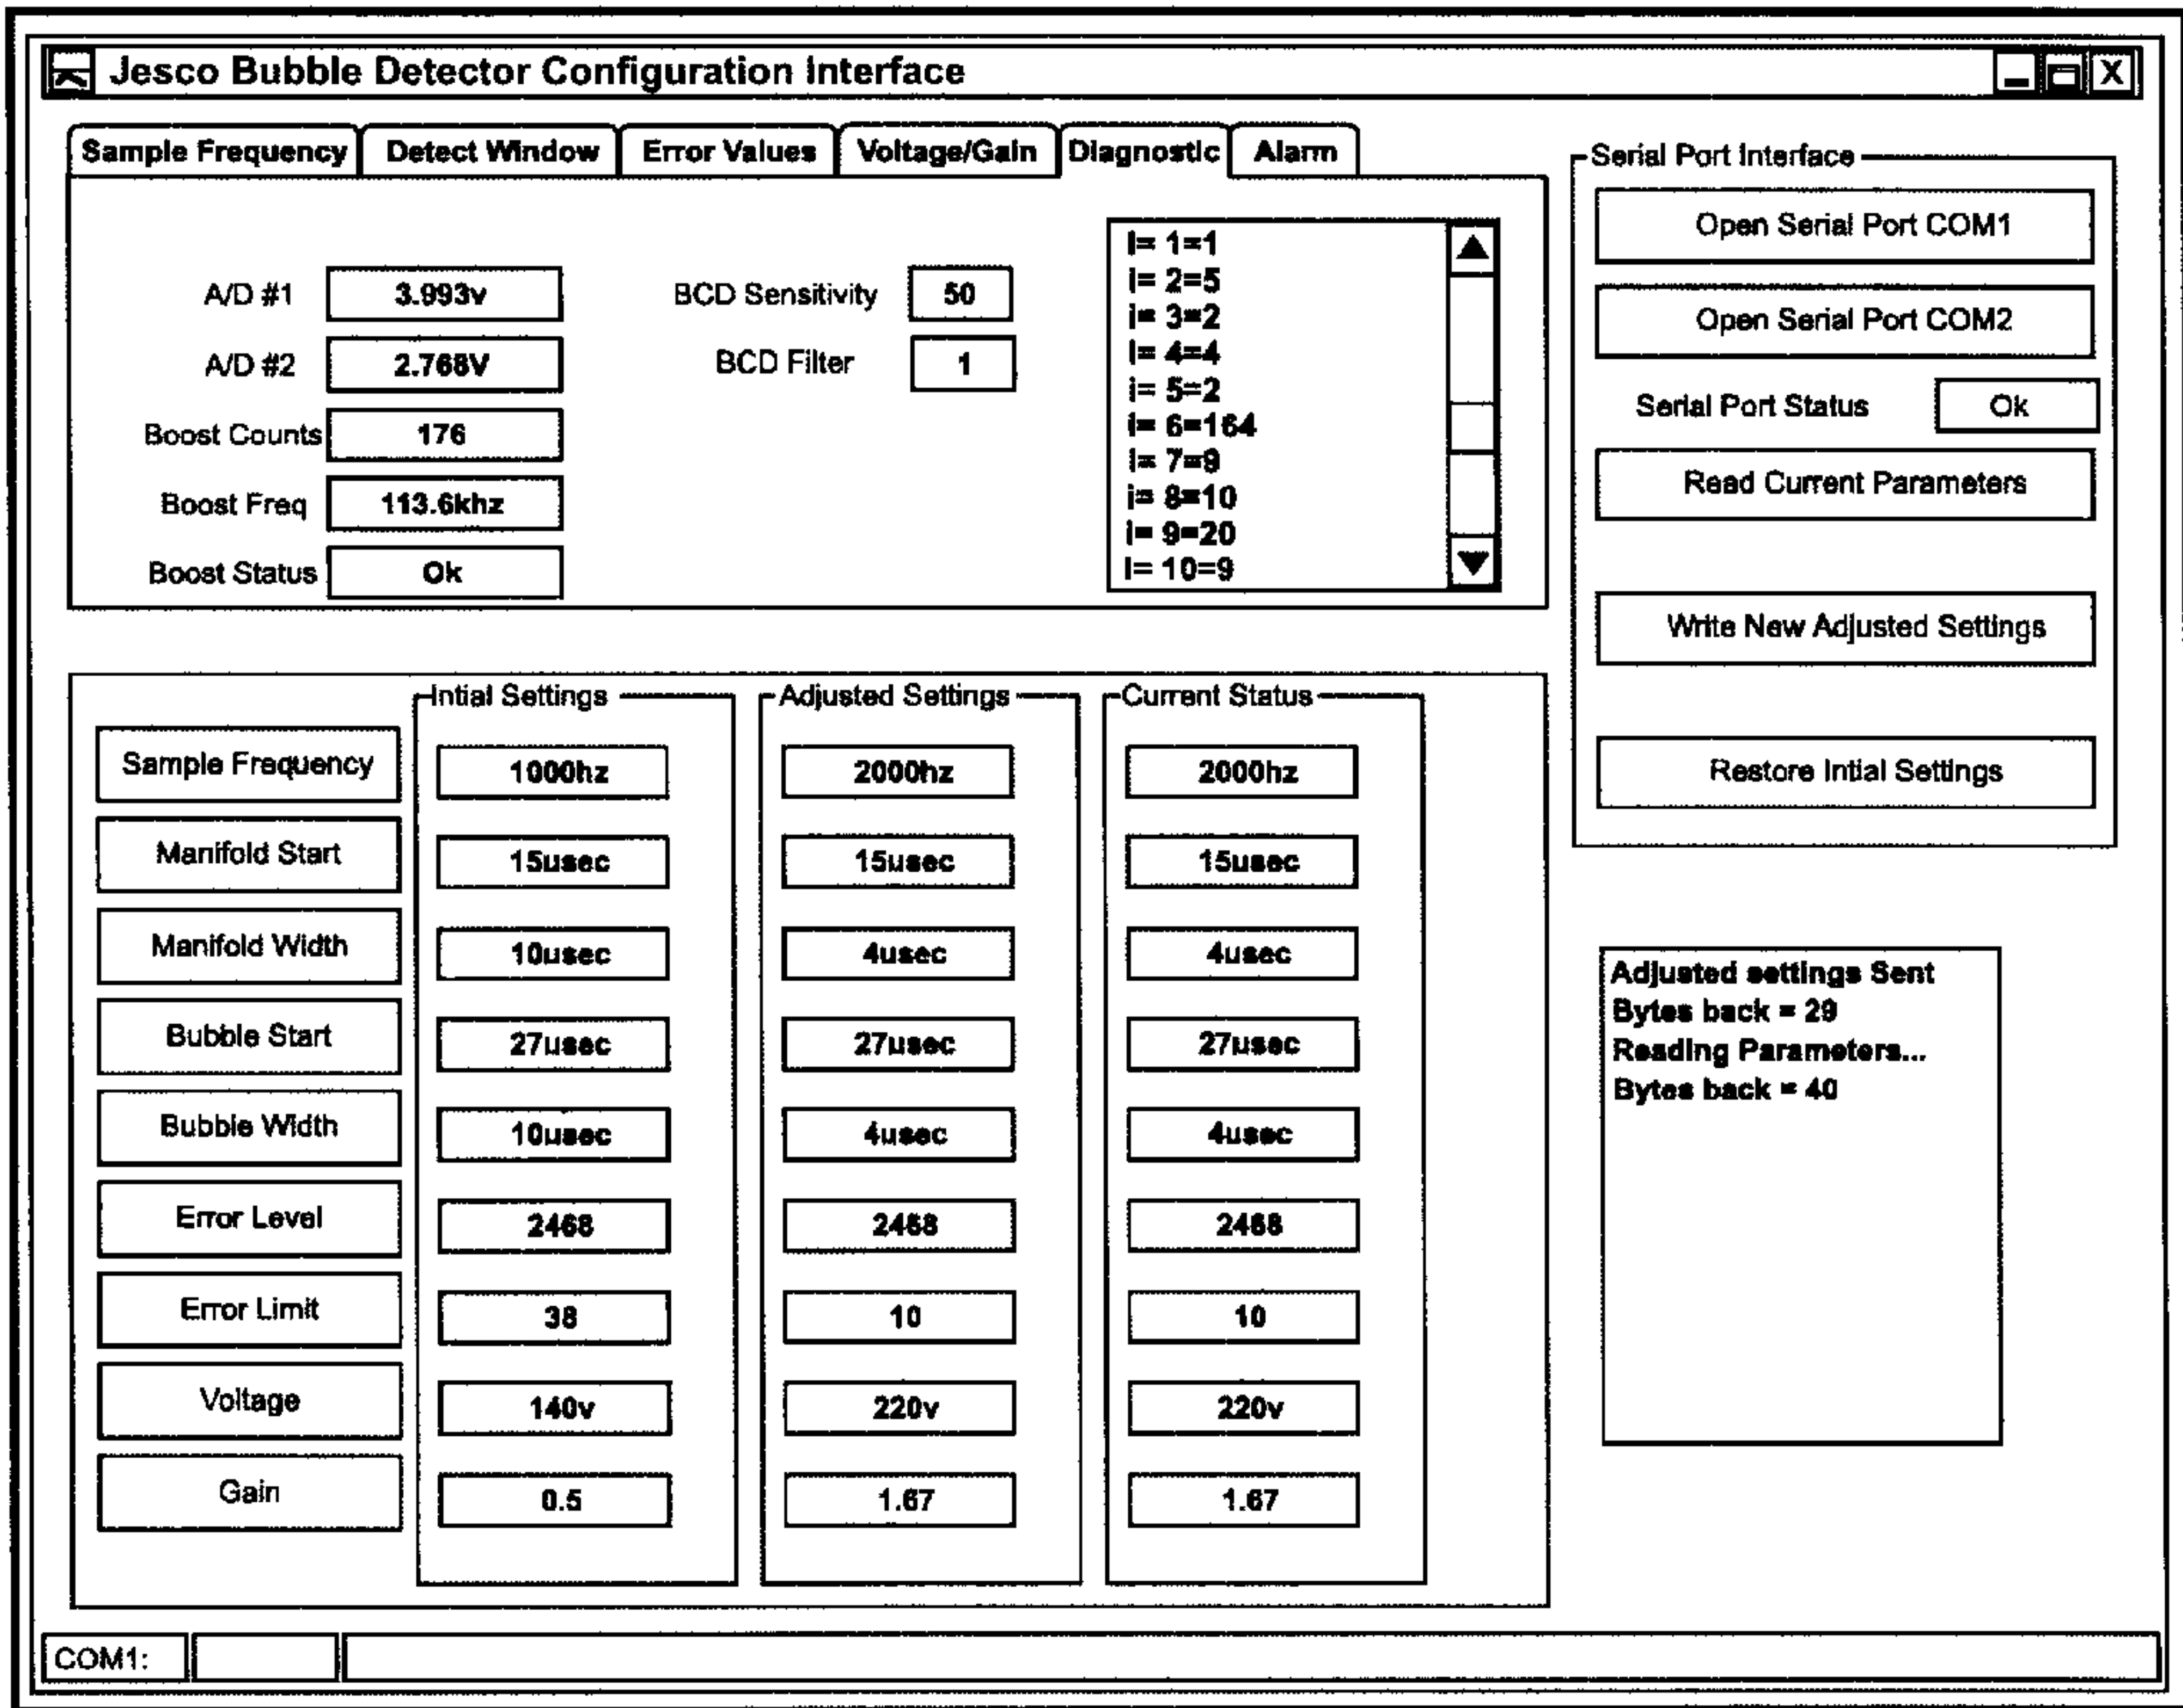 Jesco Bubble Detector Configuration Interface
Sample Frequency Detect Window Error Values Voltage/Gain Diagnostic Alarm
A/D #1 3.993v
A/D #2 2.768V
Boost Counts 176
Boost Freq 113.6khz
Boost Status Ok
BCD Sensitivity 50
BCD Filter 1
i= 1=1
i= 2=5
i= 3=2
i= 4=4
i= 5=2
i= 6=164
i= 7=9
i= 8=10
i= 9=20
i= 10=9
Serial Port Interface
Open Serial Port COM1
Open Serial Port COM2
Serial Port Status Ok
Read Current Parameters
Write New Adjusted Settings
Restore Intial Settings
Intial Settings Adjusted Settings Current Status
Sample Frequency 1000hz 2000hz 2000hz
Manifold Start 15usec 15usec 15usec
Manifold Width 10usec 4usec 4usec
Bubble Start 27usec 27usec 27usec
Bubble Width 10usec 4usec 4usec
Error Level 2468 2468 2468
Error Limit 38 10 10
Voltage 140v 220v 220v
Gain 0.5 1.67 1.67
Adjusted settings Sent
Bytes back = 29
Reading Parameters...
Bytes back = 40
COM1: